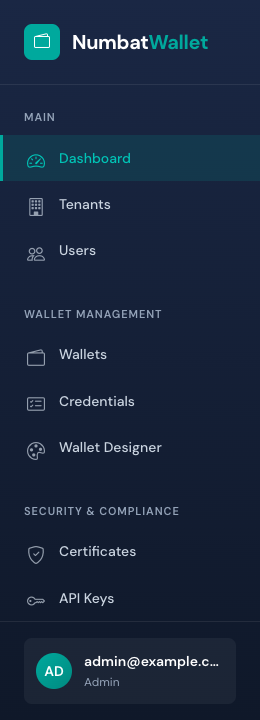 NumbatWallet
MAIN
Dashboard
Tenants
Users
WALLET MANAGEMENT
Wallets
Credentials
Wallet Designer
SECURITY & COMPLIANCE
Certificates
API Keys
AD
admin@example.c...
Admin